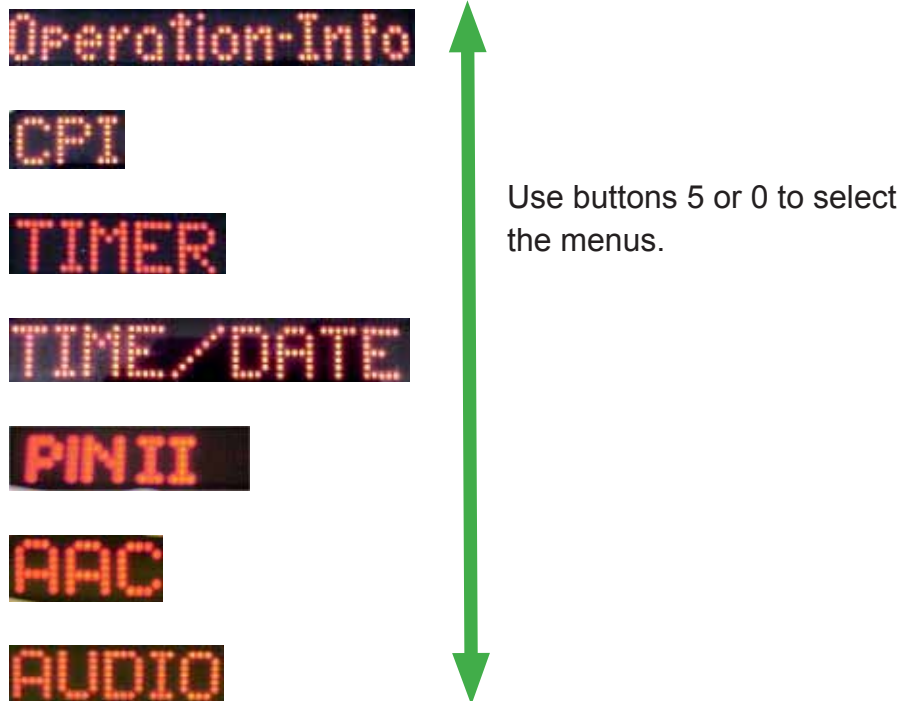 Operation-Info
CPI
TIMER
Use buttons 5 or 0 to select
the menus.
TIME/DATE
PIN II
AAC
AUDIO